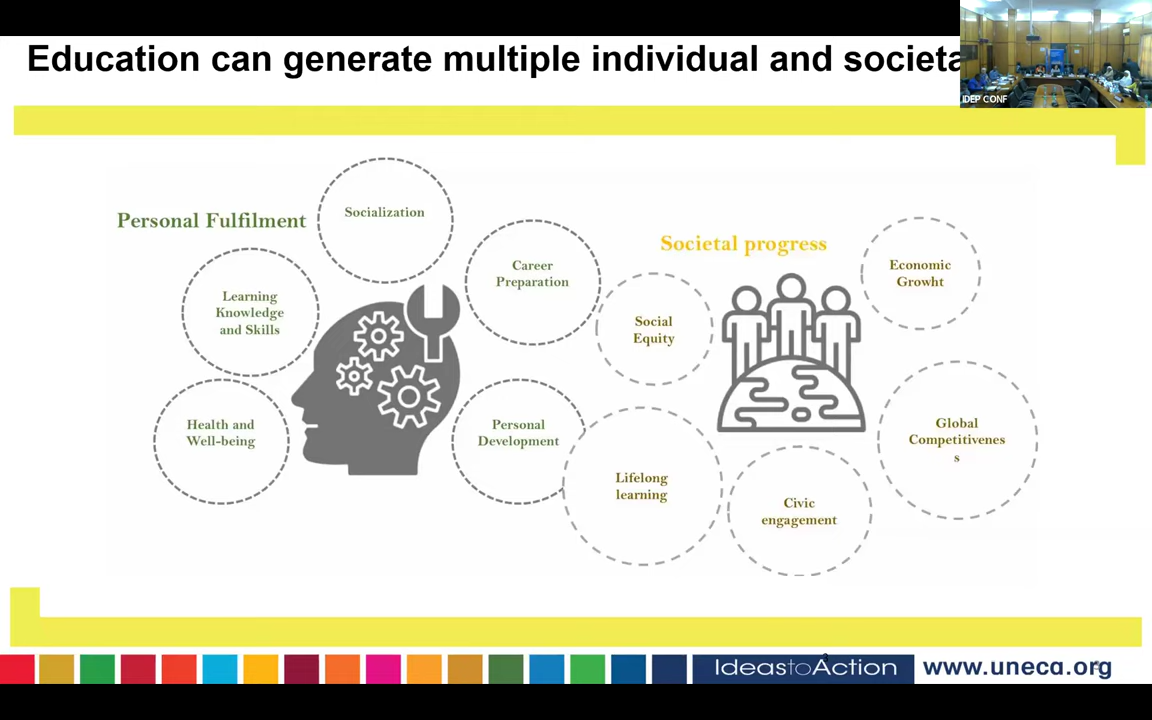 Education can generate multiple individual and societa
IDEP CONF
Personal Fulfilment
Socialization
Career
Preparation
Learning
Knowledge
and Skills
Health and
Well-being
Personal
Development
Societal progress
Economic
Growht
Social
Equity
Global
Competitivenes
s
Lifelong
learning
Civic
engagement
IdeastoAction
www.uneca.org